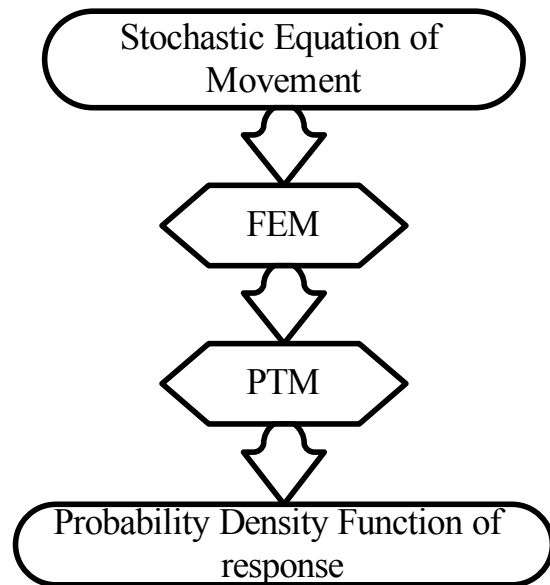 Stochastic Equation of
Movement
FEM
PTM
Probability Density Function of
response